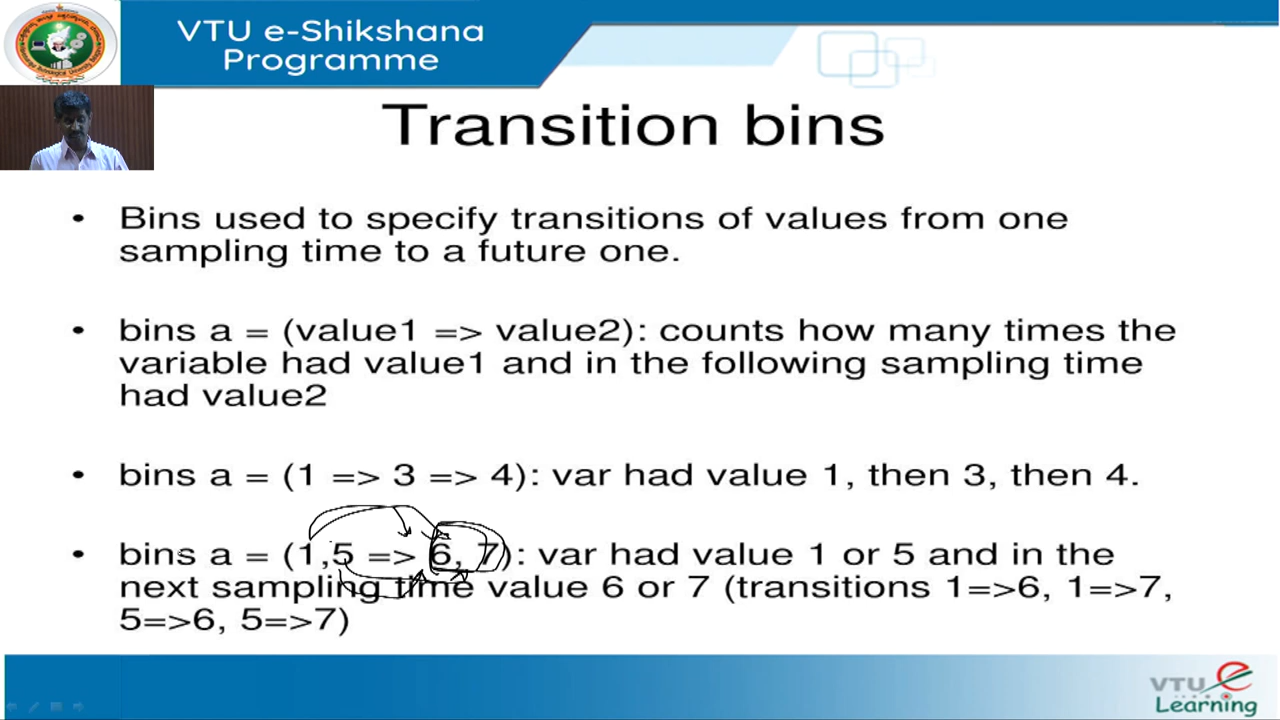 VTU e-Shikshana
Programme
Transition bins
• Bins used to specify transitions of values from one
sampling time to a future one.
• bins a = (value1 => value2): counts how many times the
variable had value1 and in the following sampling time
had value2
• bins a = (1 => 3 => 4): var had value 1, then 3, then 4.
• bins a = (1,5 => 6, 7): var had value 1 or 5 and in the
next sampling time value 6 or 7 (transitions 1=>6, 1=>7,
5=>6, 5=>7)
VTU e
Learning